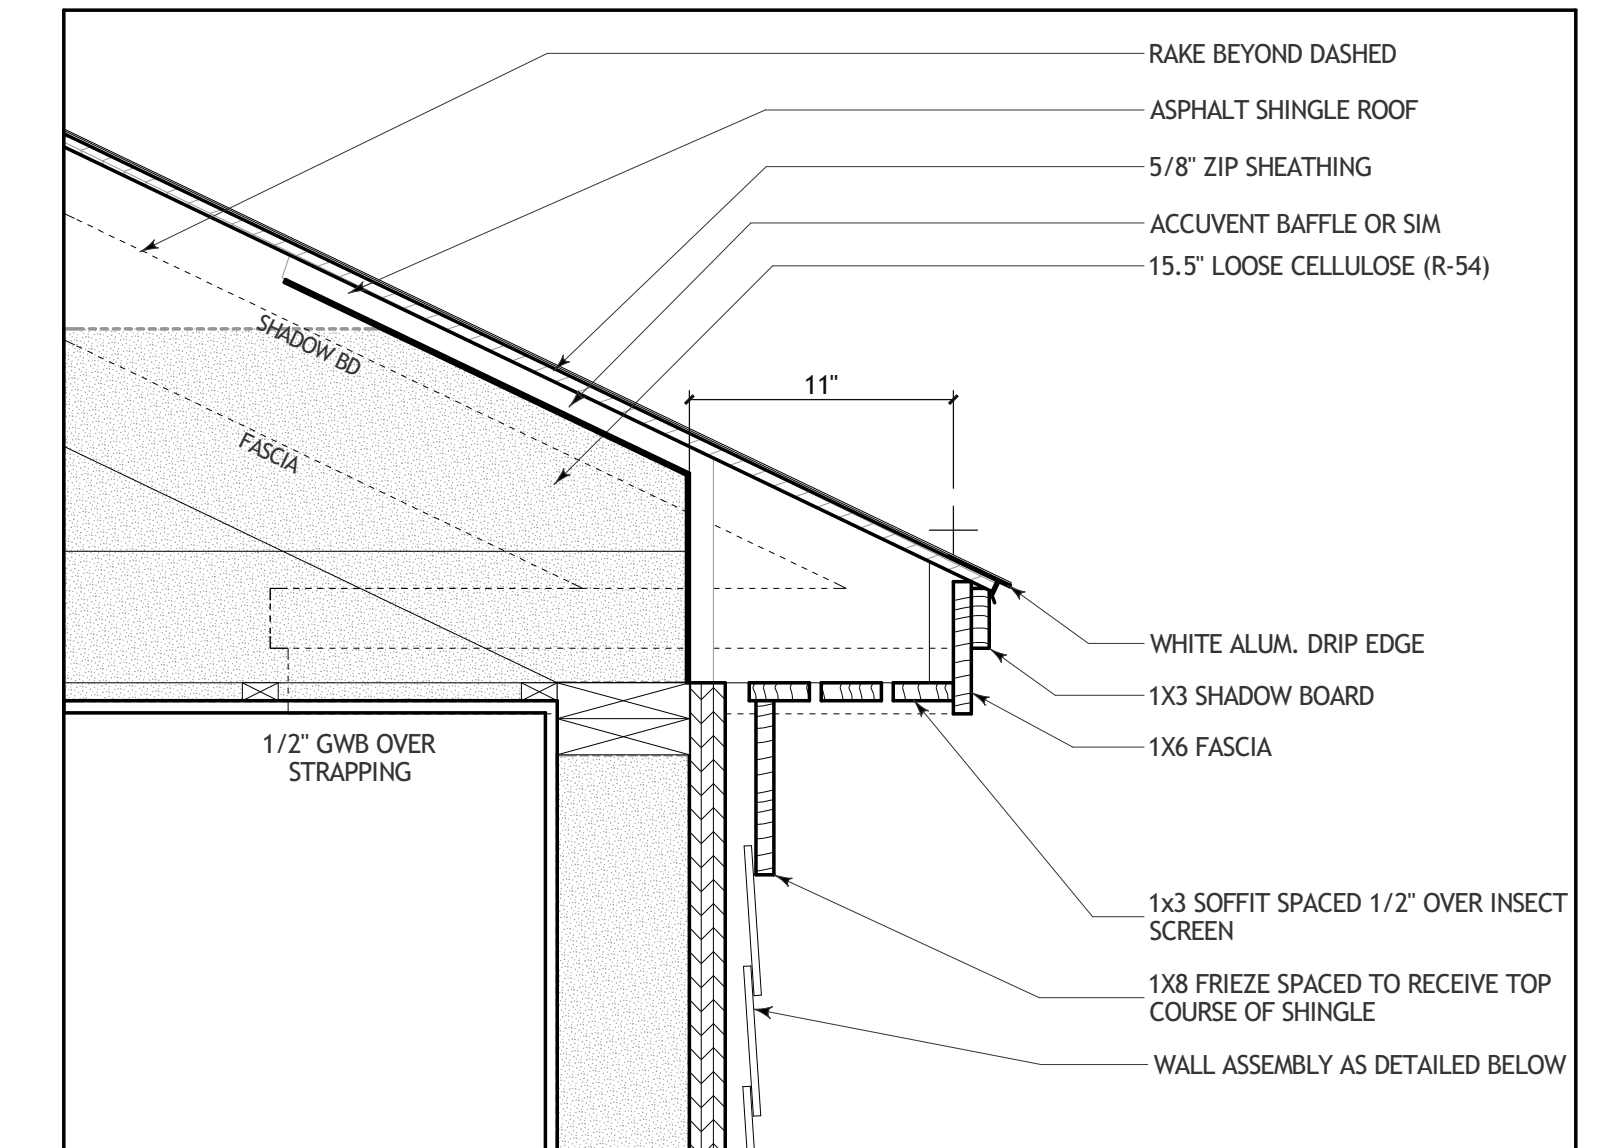 RAKE BEYOND DASHED
ASPHALT SHINGLE ROOF
5/8" ZIP SHEATHING
ACCUVENT BAFFLE OR SIM
15.5" LOOSE CELLULOSE (R-54)
SHADOW BD
11"
FASCIA
WHITE ALUM. DRIP EDGE
1X3 SHADOW BOARD
1X6 FASCIA
1/2" GWB OVER
STRAPPING
1x3 SOFFIT SPACED 1/2" OVER INSECT
SCREEN
1X8 FRIEZE SPACED TO RECEIVE TOP
COURSE OF SHINGLE
WALL ASSEMBLY AS DETAILED BELOW